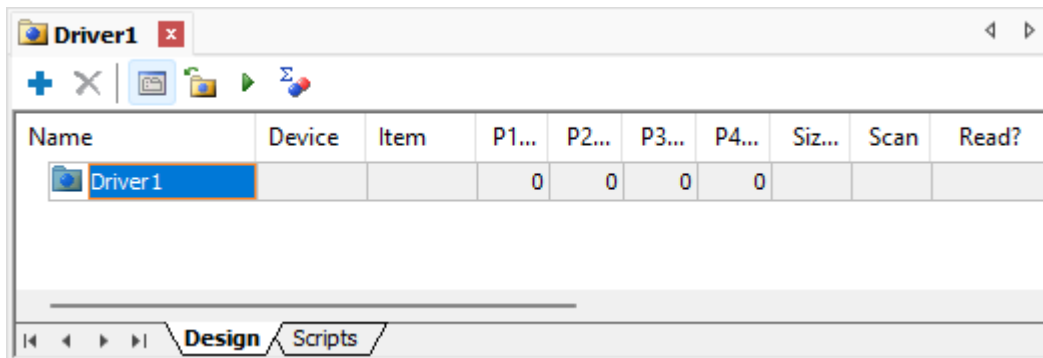 Driver1
Name Device Item P1... P2... P3... P4... Siz... Scan Read?
Driver1 0 0 0 0
Design Scripts